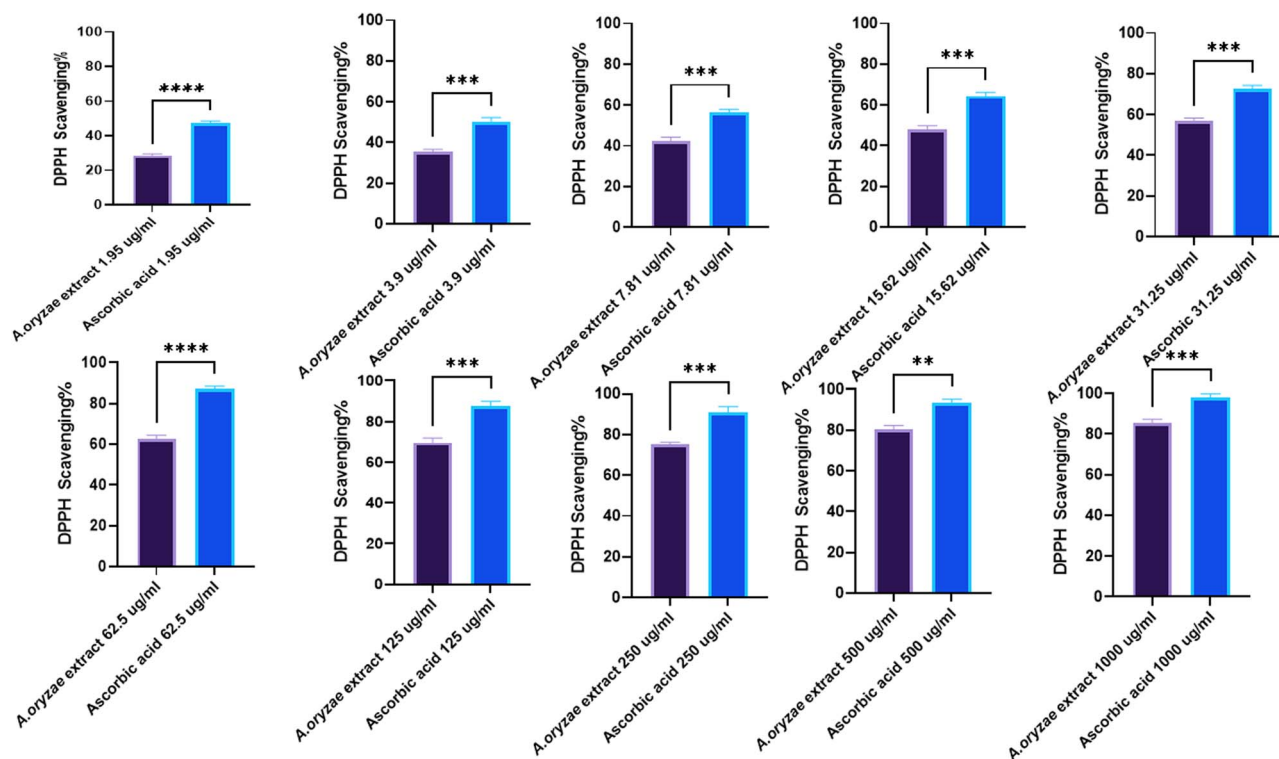 ****
DPPH Scavenging%
100
80
60
40
20
0
A.oryzae extract 1.95 ug/ml
Ascorbic acid 1.95 ug/ml
***
DPPH Scavenging%
100
80
60
40
20
0
A.oryzae extract 3.9 ug/ml
Ascorbic acid 3.9 ug/ml
***
DPPH Scavenging%
100
80
60
40
20
0
A.oryzae extract 7.81 ug/ml
Ascorbic acid 7.81 ug/ml
***
DPPH Scavenging%
100
80
60
40
20
0
A.oryzae extract 15.62 ug/ml
Ascorbic acid 15.62 ug/ml
***
DPPH Scavenging%
100
80
60
40
20
0
A.oryzae extract 31.25 ug/ml
Ascorbic 31.25 ug/ml
****
DPPH Scavenging%
100
80
60
40
20
0
A.oryzae extract 62.5 ug/ml
Ascorbic acid 62.5 ug/ml
***
DPPH Scavenging%
100
80
60
40
20
0
A.oryzae extract 125 ug/ml
Ascorbic acid 125 ug/ml
***
DPPH Scavenging%
100
80
60
40
20
0
A.oryzae extract 250 ug/ml
Ascorbic acid 250 ug/ml
**
DPPH Scavenging%
100
80
60
40
20
0
A.oryzae extract 500 ug/ml
Ascorbic acid 500 ug/ml
***
DPPH Scavenging%
100
80
60
40
20
0
A.oryzae extract 1000 ug/ml
Ascorbic acid 1000 ug/ml